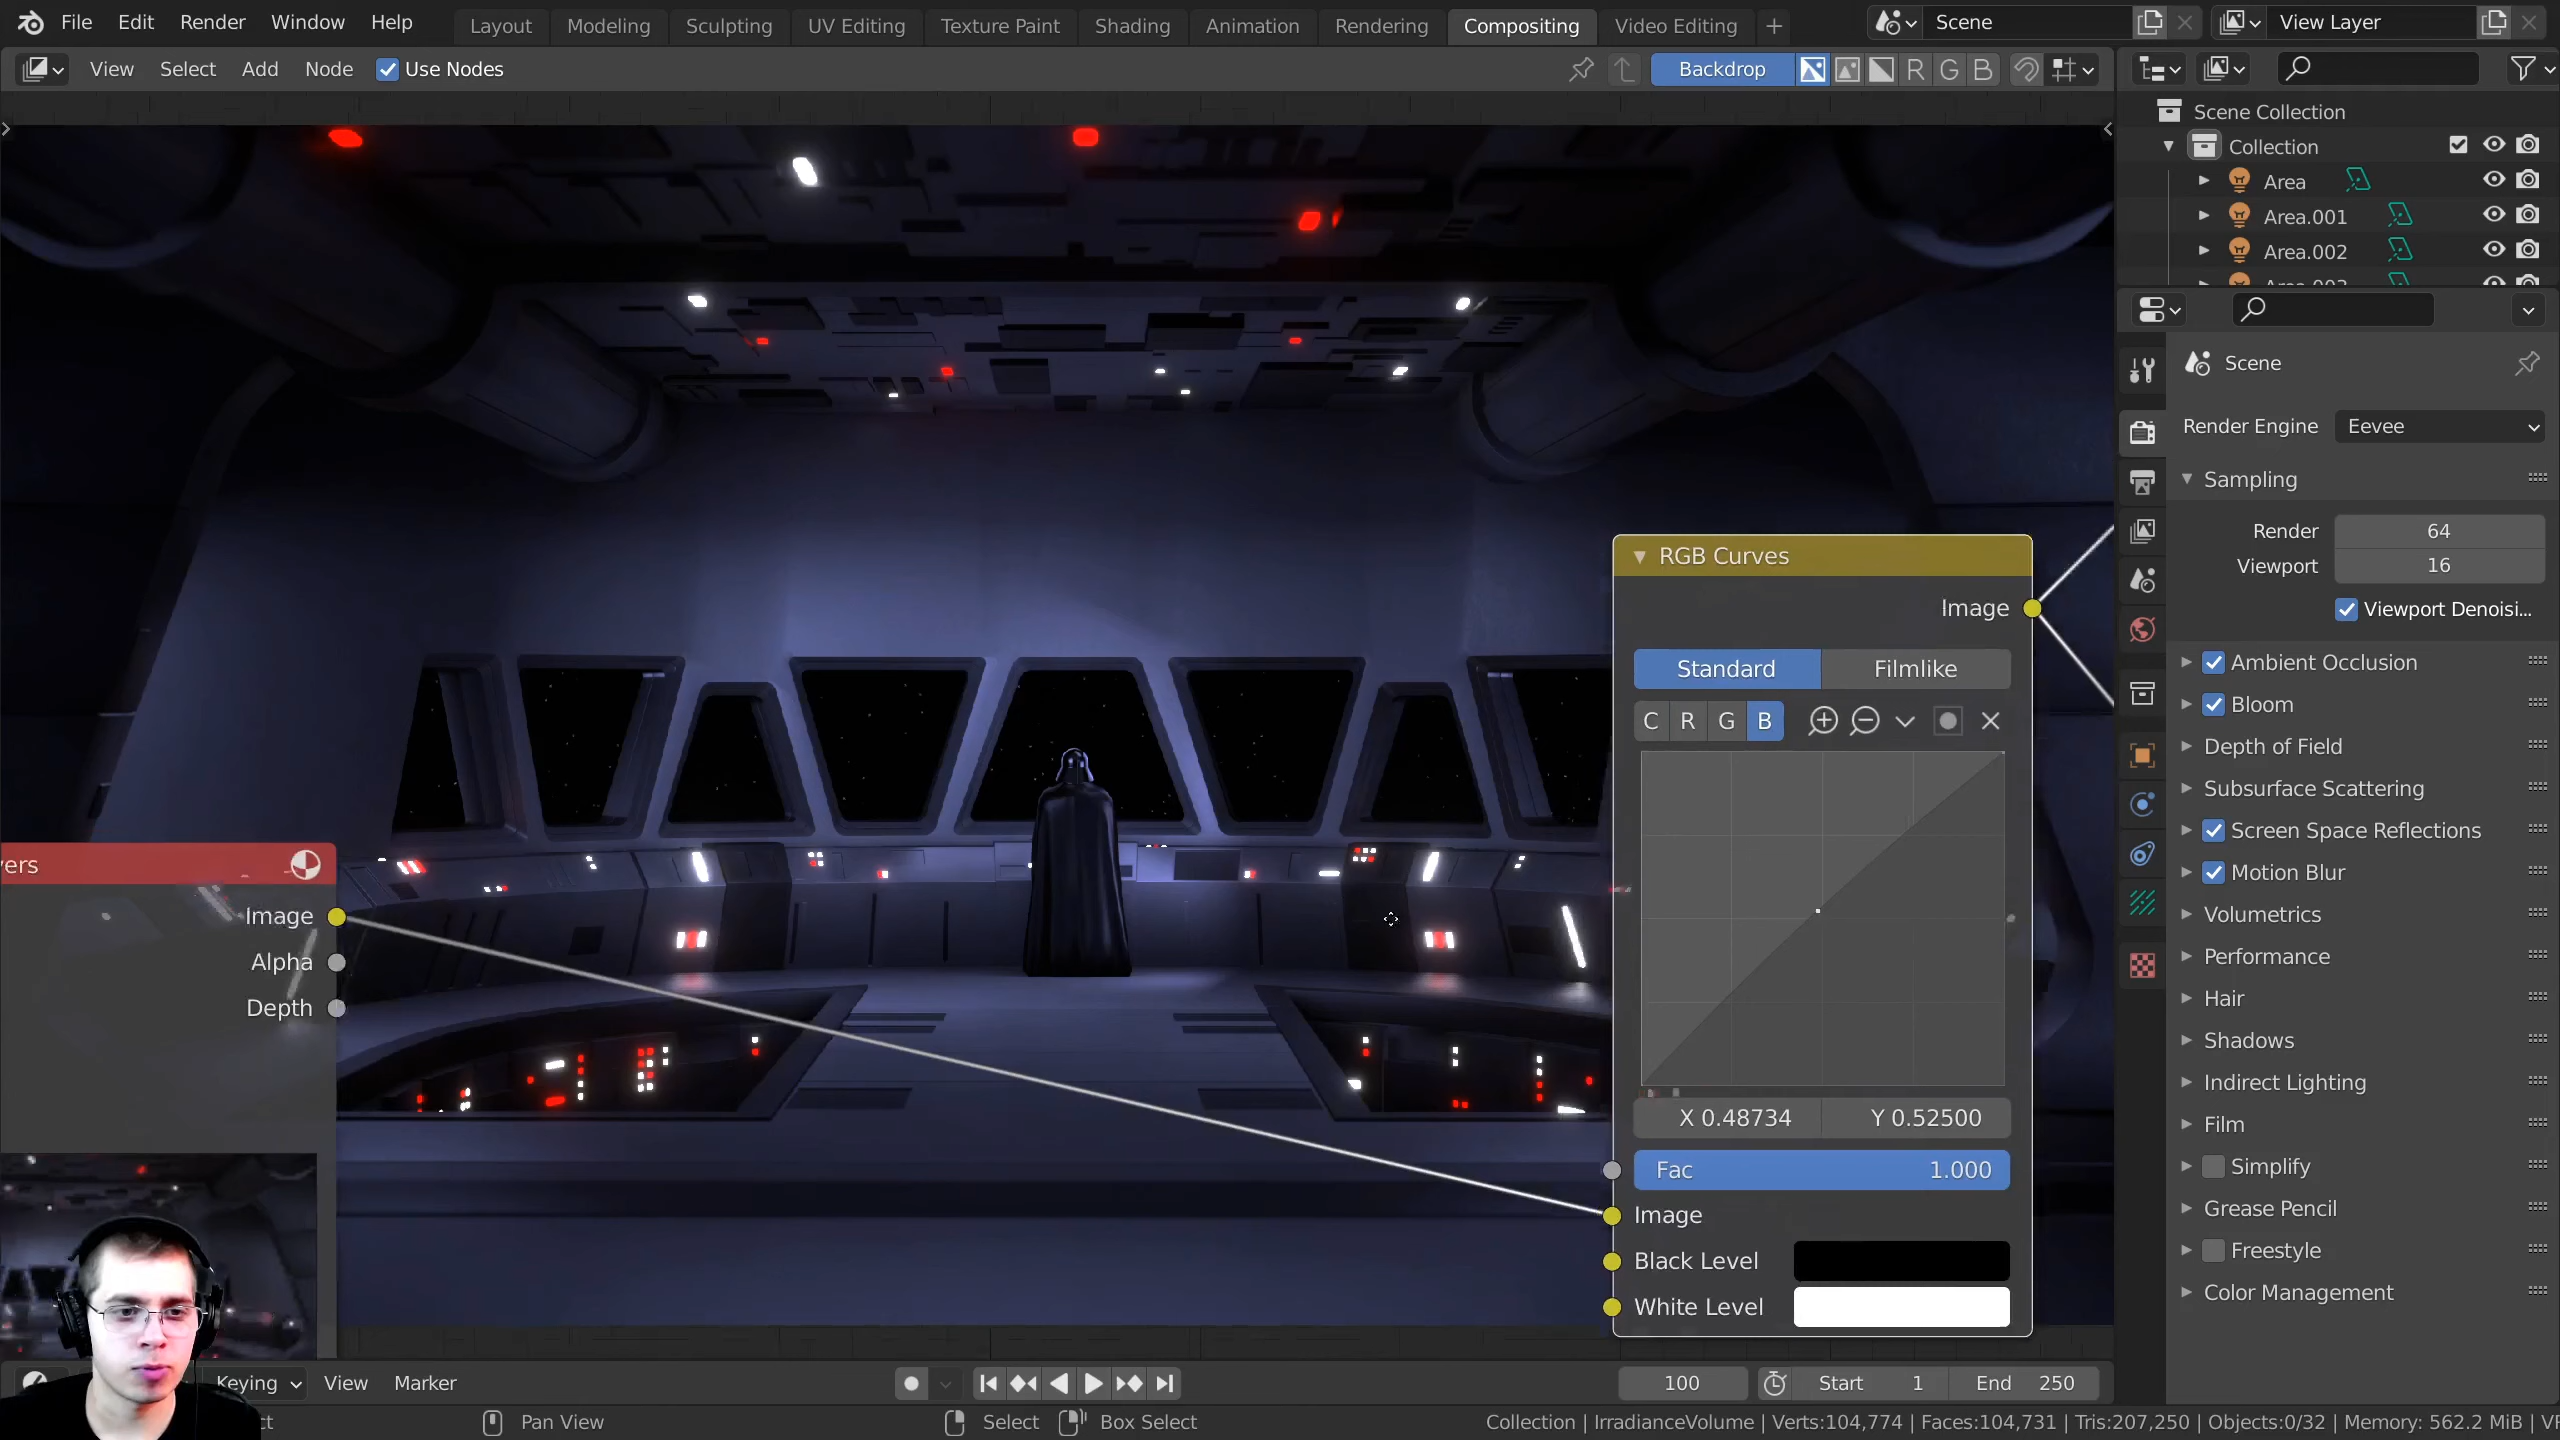 File Edit Render Window Help Layout Modeling Sculpting UV Editing Texture Paint Shading Animation Rendering Compositing Video Editing + Scene View Layer
View Select Add Node Use Nodes Backdrop R G B
Scene Collection
Collection
Area
Area.001
Area.002
Scene
Render Engine Eevee
Sampling
Render 64
Viewport 16
Viewport Denoisi...
Ambient Occlusion
Bloom
Depth of Field
Subsurface Scattering
Screen Space Reflections
Motion Blur
Volumetrics
Performance
Hair
Shadows
Indirect Lighting
Film
Simplify
Grease Pencil
Freestyle
Color Management
RGB Curves
Image
Standard Filmlike
C R G B
X 0.48734 Y 0.52500
Fac 1.000
Image
Black Level
White Level
yers
Image
Alpha
Depth
Keying View Marker 100 Start 1 End 250
ct Pan View Select Box Select Collection | IrradianceVolume | Verts:104,774 | Faces:104,731 | Tris:207,250 | Objects:0/32 | Memory: 562.2 MiB |